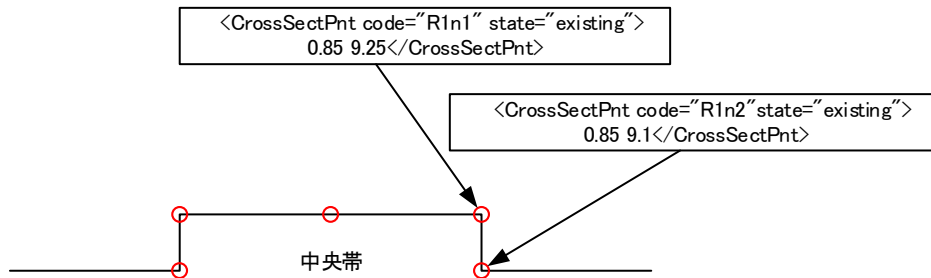 <CrossSectPnt code="R1n1" state="existing">
0.85 9.25</CrossSectPnt>
<CrossSectPnt code="R1n2"state="existing">
0.85 9.1</CrossSectPnt>
中央帯